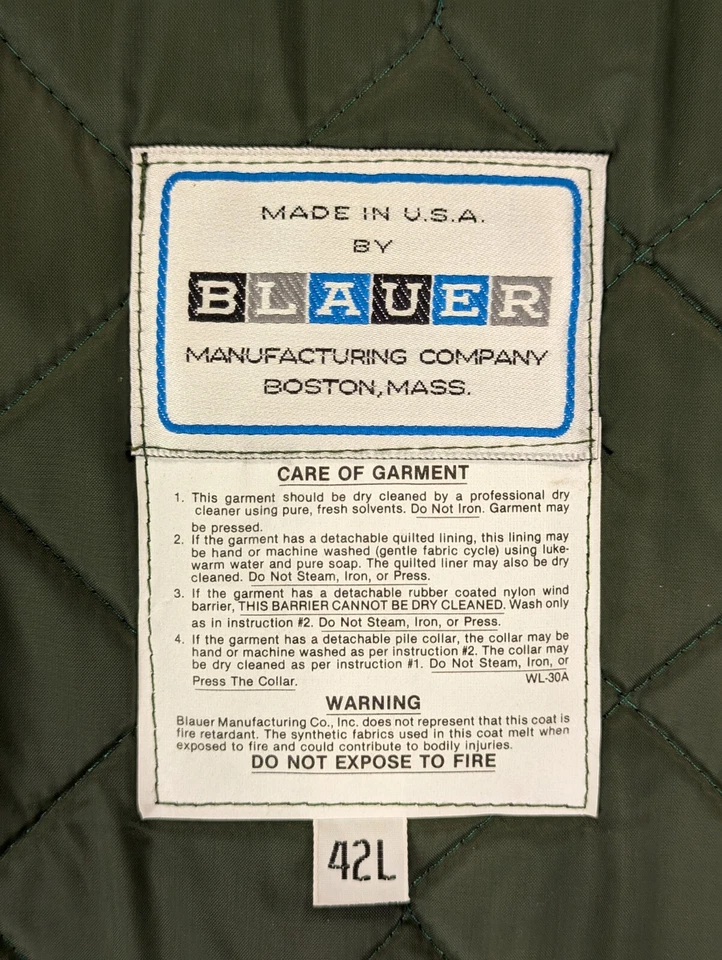 MADE IN U.S.A.
BY
BLAUER
MANUFACTURING COMPANY
BOSTON, MASS.
CARE OF GARMENT
1. This garment should be dry cleaned by a professional dry
cleaner using pure, fresh solvents. Do Not Iron. Garment may
be pressed.
2. If the garment has a detachable quilted lining, this lining may
be hand or machine washed (gentle fabric cycle) using luke-
warm water and pure soap. The quilted liner may also be dry
cleaned. Do Not Steam, Iron, or Press.
3. If the garment has a detachable rubber coated nylon wind
barrier, THIS BARRIER CANNOT BE DRY CLEANED. Wash only
as in instruction #2. Do Not Steam, Iron, or Press.
4. If the garment has a detachable pile collar, the collar may be
hand or machine washed as per instruction #2. The collar may
be dry cleaned as per instruction #1. Do Not Steam, Iron, or
Press The Collar. WL-30A
WARNING
Blauer Manufacturing Co., Inc. does not represent that this coat is
fire retardant. The synthetic fabrics used in this coat melt when
exposed to fire and could contribute to bodily injuries.
DO NOT EXPOSE TO FIRE
42L